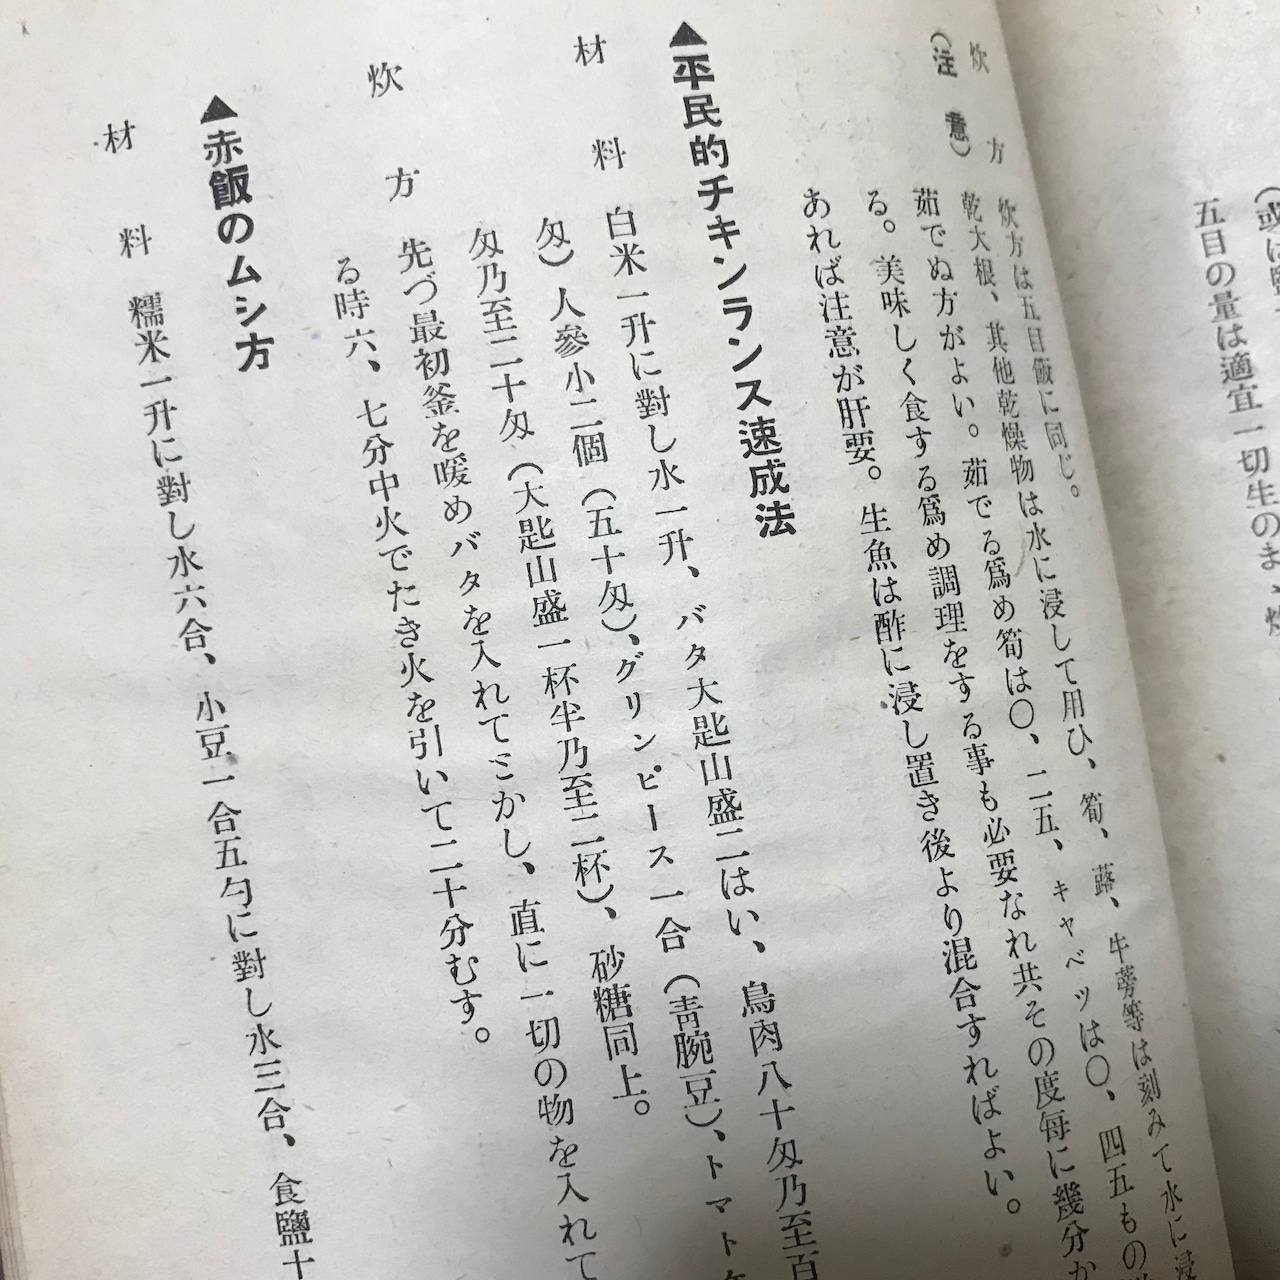 （或は
五目の量は適宜一切生のまゝ
炊方　炊方は五目飯に同じ。
（注意）　乾大根、其他乾燥物は水に浸して用ひ、筍、蕗、牛蒡等は刻みて水に浸
茹でぬ方がよい。茹でる爲め筍は〇、二五、キャベツは〇、四五もの
る。美味しく食する爲め調理をする事も必要なれ共その度每に幾分か
あれば注意が肝要。生魚は酢に浸し置き後より混合すればよい。
▲平民的チキンランス速成法
材料　白米一升に對し水一升、バタ大匙山盛二はい、鳥肉八十匁乃至百
匁）人參小二個（五十匁）、グリンピース一合（靑腕豆）、トマト
匁乃至二十匁（大匙山盛一杯半乃至二杯）、砂糖同上。
炊方　先づ最初釜を暖めバタを入れてとかし、直に一切の物を入れて
る時六、七分中火でたき火を引いて二十分むす。
▲赤飯のムシ方
材料　糯米一升に對し水六合、小豆一合五勺に對し水三合、食鹽十